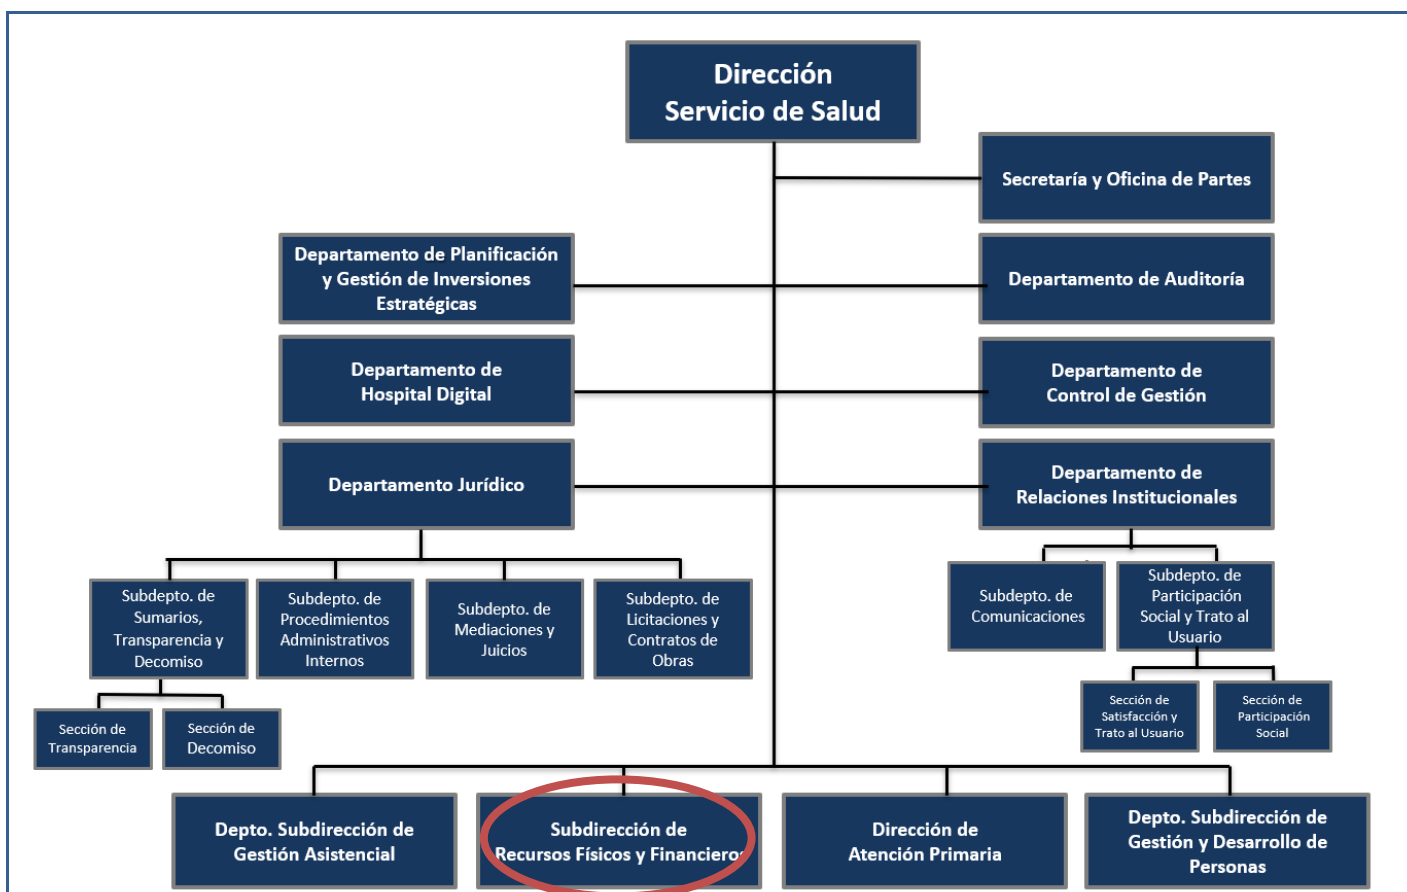 Dirección
Servicio de Salud
Secretaría y Oficina de Partes
Departamento de Planificación
y Gestión de Inversiones
Estratégicas
Departamento de Auditoría
Departamento de
Hospital Digital
Departamento de
Control de Gestión
Departamento Jurídico
Departamento de
Relaciones Institucionales
Subdepto. de
Sumarios,
Transparencia y
Decomiso
Subdepto. de
Procedimientos
Administrativos
Internos
Subdepto. de
Mediaciones y
Juicios
Subdepto. de
Licitaciones y
Contratos de
Obras
Subdepto. de
Comunicaciones
Subdepto. de
Participación
Social y Trato al
Usuario
Sección de
Transparencia
Sección de
Decomiso
Sección de
Satisfacción y
Trato al Usuario
Sección de
Participación
Social
Depto. Subdirección de
Gestión Asistencial
Subdirección de
Recursos Físicos y Financieros
Dirección de
Atención Primaria
Depto. Subdirección de
Gestión y Desarrollo de
Personas